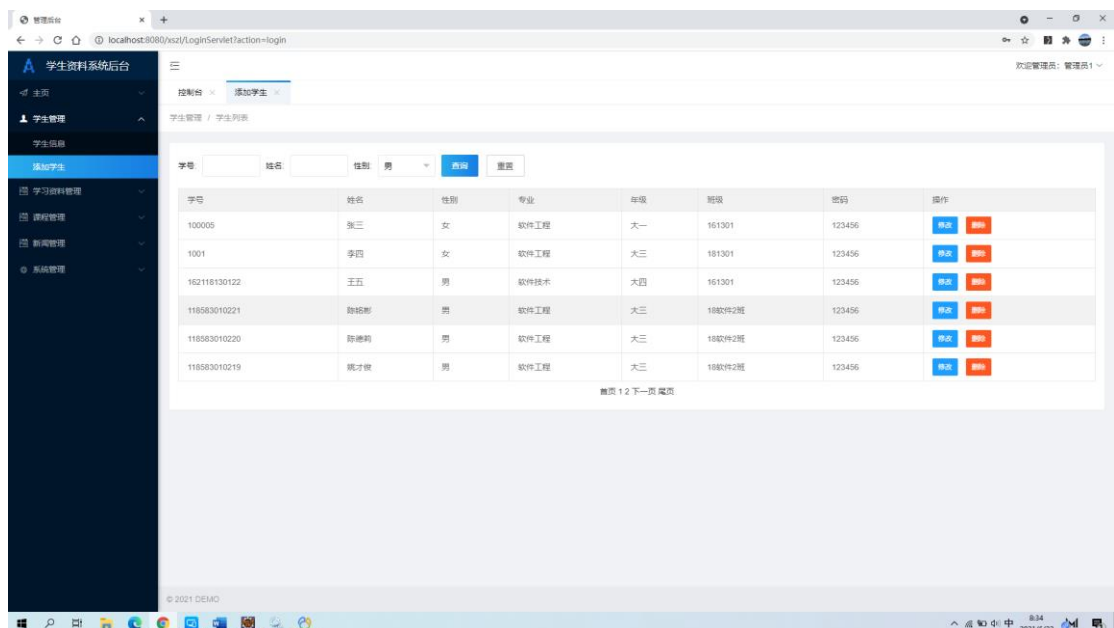 管理后台
localhost:8080/xszl/LoginServlet?action=login
学生资料系统后台
欢迎管理员：管理员1
主页
控制台 添加学生
学生管理
学生管理 / 学生列表
学生信息
添加学生
学号 姓名 性别 男 查询 重置
学习资料管理
课程管理
新闻管理
系统管理
学号 姓名 性别 专业 年级 班级 密码 操作
100005 张三 女 软件工程 大一 161301 123456 修改 删除
1001 李四 女 软件工程 大三 181301 123456 修改 删除
162118130122 王五 男 软件技术 大四 161301 123456 修改 删除
118583010221 男 软件工程 大三 18软件2班 123456 修改 删除
118583010220 男 软件工程 大三 18软件2班 123456 修改 删除
118583010219 姚才俊 男 软件工程 大三 18软件2班 123456 修改 删除
首页 1 2 下一页 尾页
© 2021 DEMO
中
8:34